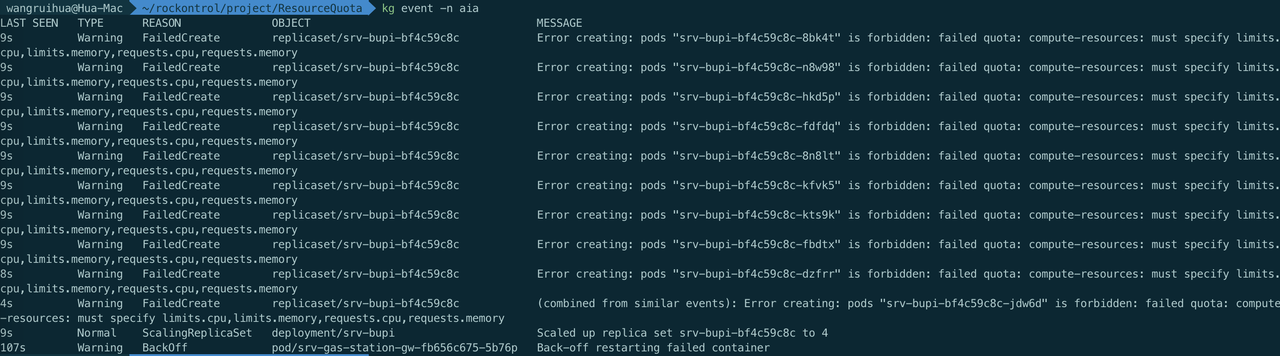 wangruihua@Hua-Mac ~/rockontrol/project/ResourceQuota kg event -n aia
LAST SEEN TYPE REASON OBJECT MESSAGE
9s Warning FailedCreate replicaset/srv-bupi-bf4c59c8c Error creating: pods "srv-bupi-bf4c59c8c-8bk4t" is forbidden: failed quota: compute-resources: must specify limits.
cpu,limits.memory,requests.cpu,requests.memory
9s Warning FailedCreate replicaset/srv-bupi-bf4c59c8c Error creating: pods "srv-bupi-bf4c59c8c-n8w98" is forbidden: failed quota: compute-resources: must specify limits.
cpu,limits.memory,requests.cpu,requests.memory
9s Warning FailedCreate replicaset/srv-bupi-bf4c59c8c Error creating: pods "srv-bupi-bf4c59c8c-hkd5p" is forbidden: failed quota: compute-resources: must specify limits.
cpu,limits.memory,requests.cpu,requests.memory
9s Warning FailedCreate replicaset/srv-bupi-bf4c59c8c Error creating: pods "srv-bupi-bf4c59c8c-fdfdq" is forbidden: failed quota: compute-resources: must specify limits.
cpu,limits.memory,requests.cpu,requests.memory
9s Warning FailedCreate replicaset/srv-bupi-bf4c59c8c Error creating: pods "srv-bupi-bf4c59c8c-8n8lt" is forbidden: failed quota: compute-resources: must specify limits.
cpu,limits.memory,requests.cpu,requests.memory
9s Warning FailedCreate replicaset/srv-bupi-bf4c59c8c Error creating: pods "srv-bupi-bf4c59c8c-kfvk5" is forbidden: failed quota: compute-resources: must specify limits.
cpu,limits.memory,requests.cpu,requests.memory
9s Warning FailedCreate replicaset/srv-bupi-bf4c59c8c Error creating: pods "srv-bupi-bf4c59c8c-kts9k" is forbidden: failed quota: compute-resources: must specify limits.
cpu,limits.memory,requests.cpu,requests.memory
9s Warning FailedCreate replicaset/srv-bupi-bf4c59c8c Error creating: pods "srv-bupi-bf4c59c8c-fbdtx" is forbidden: failed quota: compute-resources: must specify limits.
cpu,limits.memory,requests.cpu,requests.memory
8s Warning FailedCreate replicaset/srv-bupi-bf4c59c8c Error creating: pods "srv-bupi-bf4c59c8c-dzfrr" is forbidden: failed quota: compute-resources: must specify limits.
cpu,limits.memory,requests.cpu,requests.memory
4s Warning FailedCreate replicaset/srv-bupi-bf4c59c8c (combined from similar events): Error creating: pods "srv-bupi-bf4c59c8c-jdw6d" is forbidden: failed quota: compute
-resources: must specify limits.cpu,limits.memory,requests.cpu,requests.memory
9s Normal ScalingReplicaSet deployment/srv-bupi Scaled up replica set srv-bupi-bf4c59c8c to 4
107s Warning BackOff pod/srv-gas-station-gw-fb656c675-5b76p Back-off restarting failed container